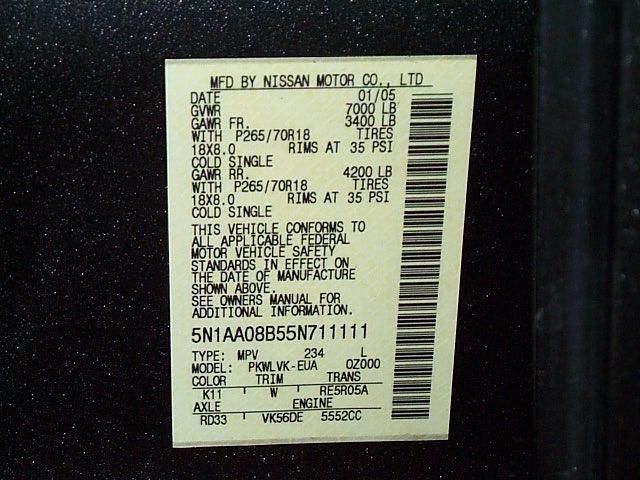 MFD BY NISSAN MOTOR CO., LTD
DATE 01/05
GVWR 7000 LB
GAWR FR. 3400 LB
WITH P265/70R18 TIRES
18X8.0 RIMS AT 35 PSI
COLD SINGLE
GAWR RR. 4200 LB
WITH P265/70R18 TIRES
18X8.0 RIMS AT 35 PSI
COLD SINGLE
THIS VEHICLE CONFORMS TO
ALL APPLICABLE FEDERAL
MOTOR VEHICLE SAFETY
STANDARDS IN EFFECT ON
THE DATE OF MANUFACTURE
SHOWN ABOVE.
SEE OWNERS MANUAL FOR
ADDITIONAL INFORMATION.
5N1AA08B55N711111
TYPE: MPV 234 L
MODEL: PKWLVK-EUA 0Z000
COLOR TRIM TRANS
K11 W RE5R05A
AXLE ENGINE
RD33 VK56DE 5552CC